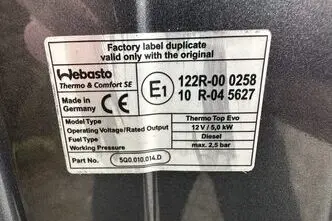 Factory label duplicate
valid only with the original
Webasto
Thermo & Comfort SE
Made in
Germany
CE
E1
122R-00 0258
10 R-04 5627
Model Type Thermo Top Evo
Operating Voltage/Rated Output 12 V / 5,0 kW
Fuel Type Diesel
Working Pressure max. 2,5 bar
Part No. 5Q0.010.014.D